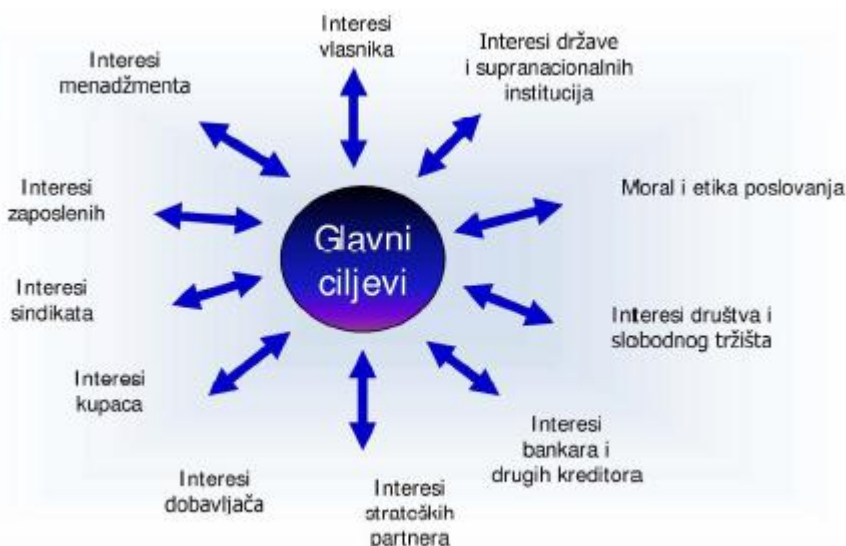 Interesi
vlasnika
Interesi države
i supranacionalnih
institucija
Moral i etika poslovanja
Interesi društva i
slobodnog tržišta
Interesi
bankara i
drugih kreditora
Interesi
strateških
partnera
Interesi
dobavljača
Interesi
kupaca
Interesi
sindikata
Interesi
zaposlenih
Interesi
menadžmenta
Glavni
ciljevi